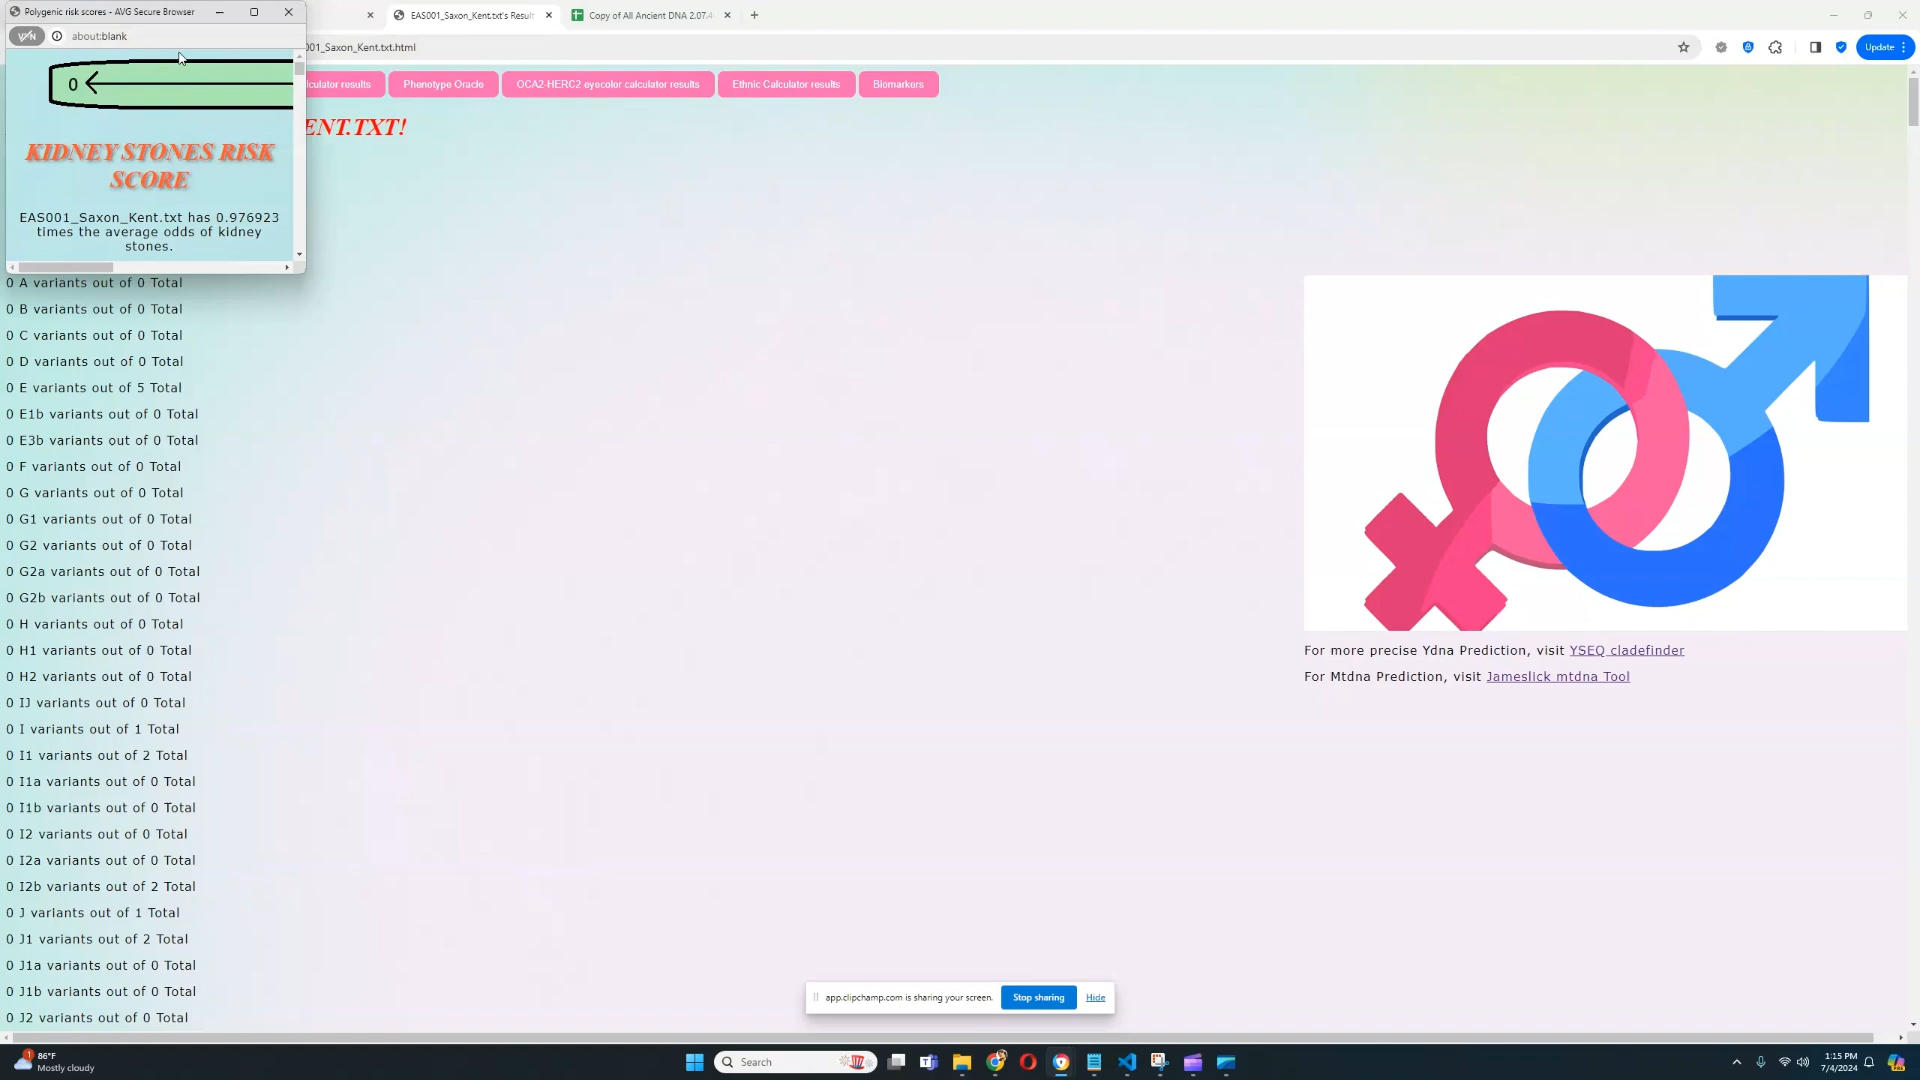 Polygenic risk scores - AVG Secure Browser
EAS001_Saxon_Kent.txt's Result
Copy of All Ancient DNA 2.07.4
VPN
about:blank
001_Saxon_Kent.txt.html
Update
0
lculator results
Phenotype Oracle
OCA2-HERC2 eyecolor calculator results
Ethnic Calculator results
Biomarkers
ENT.TXT!
KIDNEY STONES RISK
SCORE
EAS001_Saxon_Kent.txt has 0.976923
times the average odds of kidney
stones.
0 A variants out of 0 Total
0 B variants out of 0 Total
0 C variants out of 0 Total
0 D variants out of 0 Total
0 E variants out of 5 Total
0 E1b variants out of 0 Total
0 E3b variants out of 0 Total
0 F variants out of 0 Total
0 G variants out of 0 Total
0 G1 variants out of 0 Total
0 G2 variants out of 0 Total
0 G2a variants out of 0 Total
0 G2b variants out of 0 Total
0 H variants out of 0 Total
0 H1 variants out of 0 Total
0 H2 variants out of 0 Total
0 IJ variants out of 0 Total
0 I variants out of 1 Total
0 I1 variants out of 2 Total
0 I1a variants out of 0 Total
0 I1b variants out of 0 Total
0 I2 variants out of 0 Total
0 I2a variants out of 0 Total
0 I2b variants out of 2 Total
0 J variants out of 1 Total
0 J1 variants out of 2 Total
0 J1a variants out of 0 Total
0 J1b variants out of 0 Total
0 J2 variants out of 0 Total
For more precise Ydna Prediction, visit YSEQ cladefinder
For Mtdna Prediction, visit Jameslick mtdna Tool
app.clipchamp.com is sharing your screen.
Stop sharing
Hide
1
86°F
Mostly cloudy
Search
1:15 PM
7/4/2024